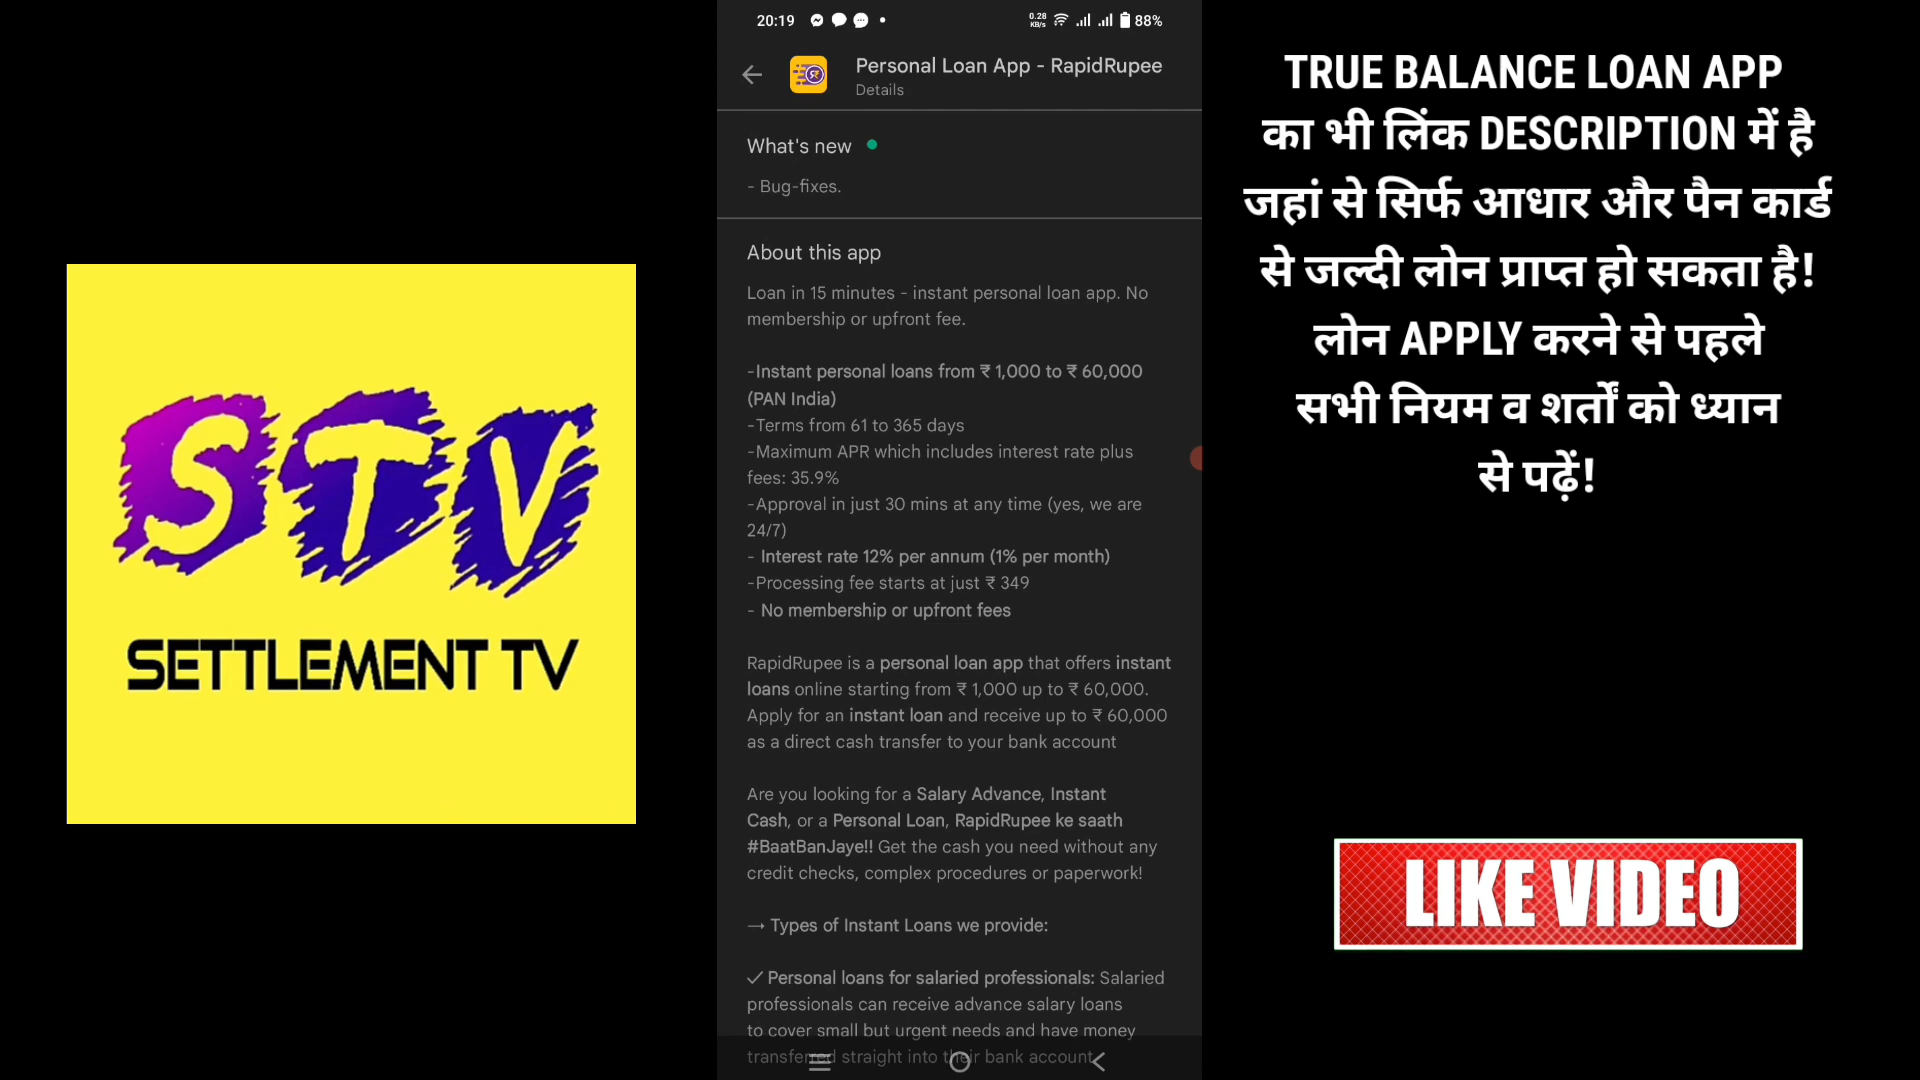 STV
SETTLEMENT TV
20:19
0.28
KB/s
88%
Personal Loan App - RapidRupee
Details
What's new
- Bug-fixes.
About this app
Loan in 15 minutes - instant personal loan app. No
membership or upfront fee.
-Instant personal loans from ₹ 1,000 to ₹ 60,000
(PAN India)
-Terms from 61 to 365 days
-Maximum APR which includes interest rate plus
fees: 35.9%
-Approval in just 30 mins at any time (yes, we are
24/7)
- Interest rate 12% per annum (1% per month)
-Processing fee starts at just ₹ 349
- No membership or upfront fees
RapidRupee is a personal loan app that offers instant
loans online starting from ₹ 1,000 up to ₹ 60,000.
Apply for an instant loan and receive up to ₹ 60,000
as a direct cash transfer to your bank account
Are you looking for a Salary Advance, Instant
Cash, or a Personal Loan, RapidRupee ke saath
#BaatBanJaye!! Get the cash you need without any
credit checks, complex procedures or paperwork!
→ Types of Instant Loans we provide:
✓ Personal loans for salaried professionals: Salaried
professionals can receive advance salary loans
to cover small but urgent needs and have money
transferred straight into their bank account
TRUE BALANCE LOAN APP
का भी लिंक DESCRIPTION में है
जहां से सिर्फ आधार और पैन कार्ड
से जल्दी लोन प्राप्त हो सकता है!
लोन APPLY करने से पहले
सभी नियम व शर्तों को ध्यान
से पढ़ें!
LIKE VIDEO